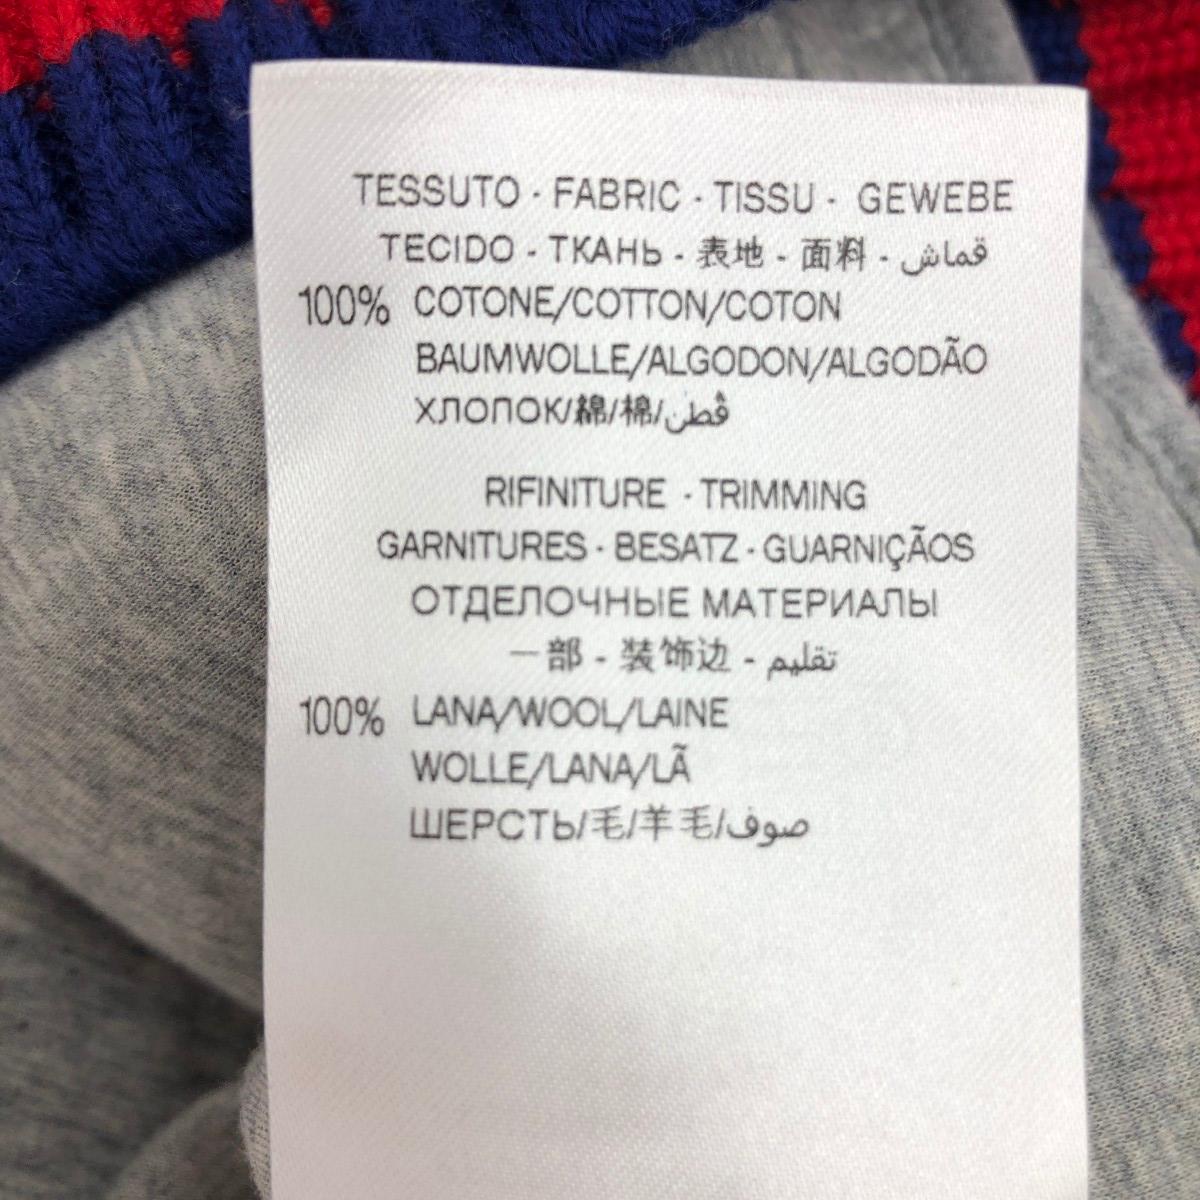 TESSUTO · FABRIC · TISSU · GEWEBE
TECIDO · ТКАНЬ · 表地 · 面料 · قماش
100% COTONE/COTTON/COTON
BAUMWOLLE/ALGODON/ALGODÃO
ХЛОПОК/綿/棉/قطن
RIFINITURE · TRIMMING
GARNITURES · BESATZ · GUARNIÇÃOS
ОТДЕЛОЧНЫЕ МАТЕРИАЛЫ
一部 - 装饰边 - تقليم
100% LANA/WOOL/LAINE
WOLLE/LANA/LÃ
ШЕРСТЬ/毛/羊毛/صوف